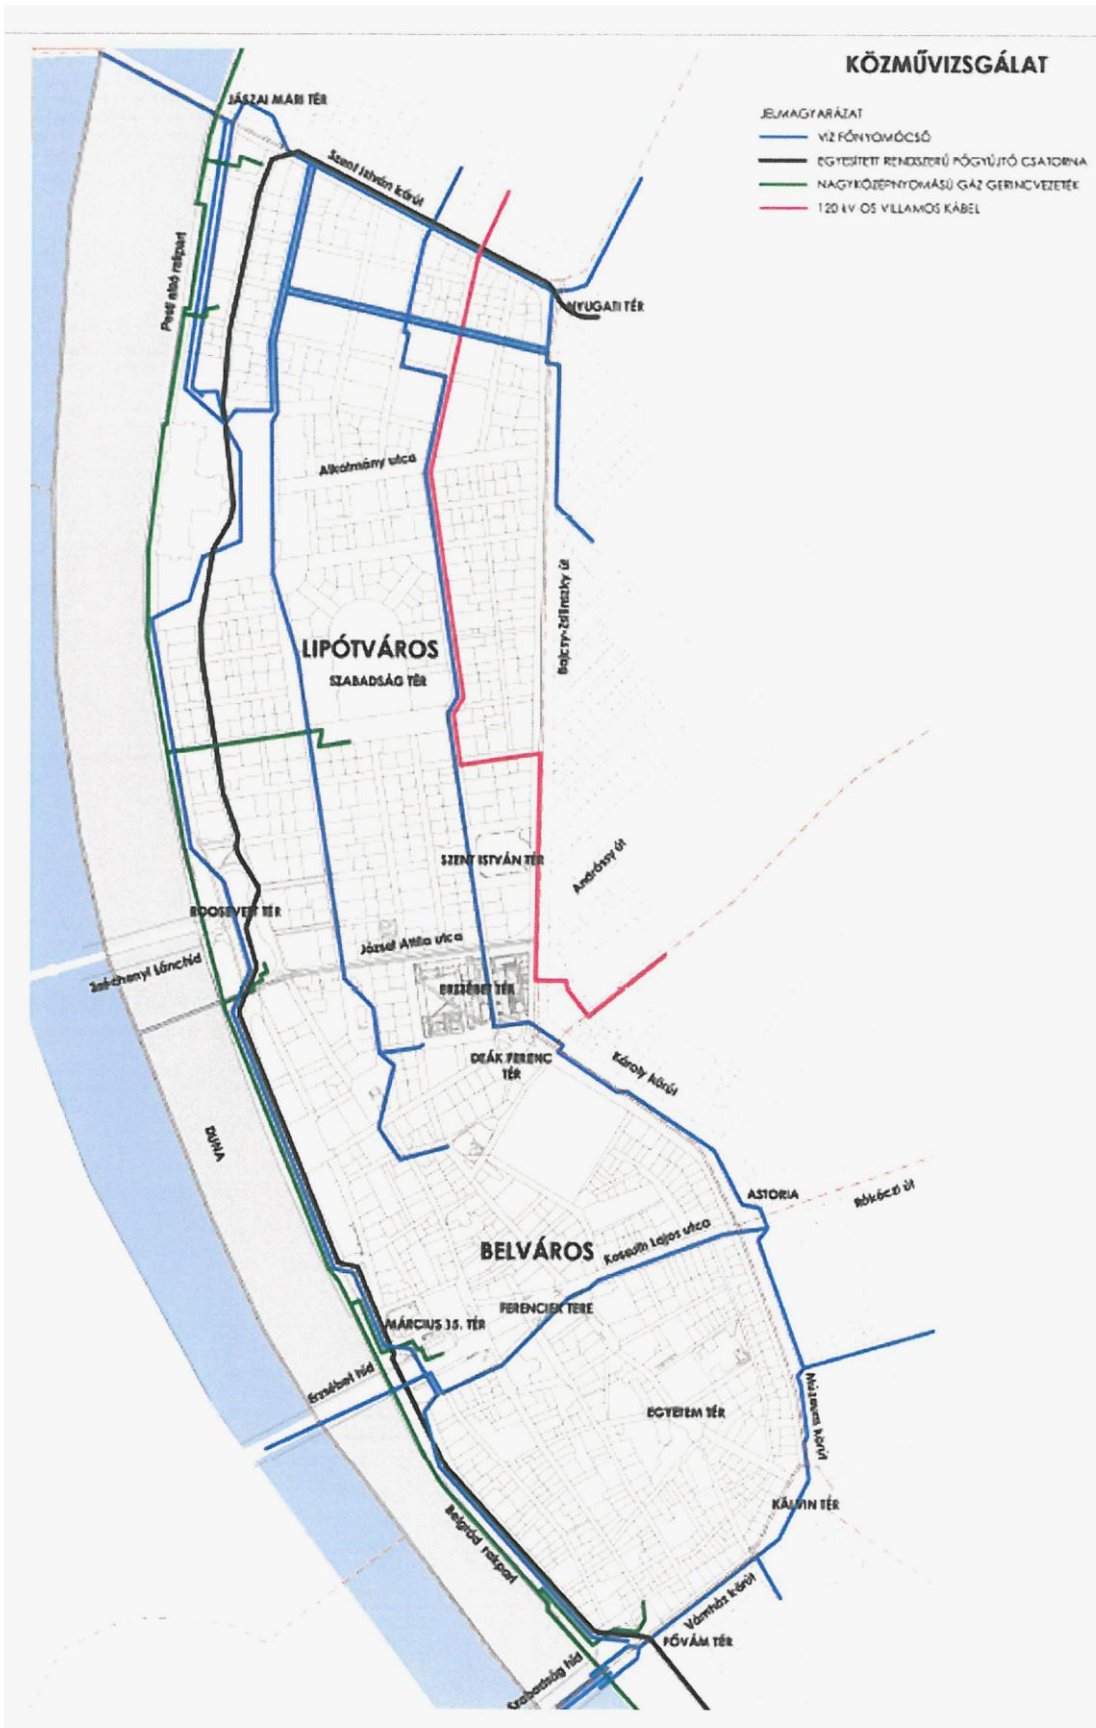 KÖZMŰVIZSGÁLAT
JELMAGYARÁZAT
VÍZ FŐNYOMÓCSŐ
EGYESÍTETT RENDSZERŰ FŐGYŰJTŐ CSATORNA
NAGYKÖZÉPNYOMÁSÚ GÁZ GERINCVEZETÉK
120 kV OS VILLAMOS KÁBEL
JÁSZAI MARI TÉR
Szent István körút
Pesti alsó rakpart
NYUGATI TÉR
Alkotmány utca
Bajcsy-Zsilinszky út
LIPÓTVÁROS
SZABADSÁG TÉR
SZENT ISTVÁN TÉR
Andrássy út
ROOSEVELT TÉR
József Attila utca
Széchenyi Lánchíd
ERZSÉBET TÉR
DEÁK FERENC
TÉR
Károly körút
DUNA
ASTORIA
Rákóczi út
Kossuth Lajos utca
BELVÁROS
FERENCIEK TERE
MÁRCIUS 15. TÉR
Erzsébet híd
EGYETEM TÉR
Múzeum körút
KÁLVIN TÉR
Belgrád rakpart
Vámház körút
FŐVÁM TÉR
Szabadság híd